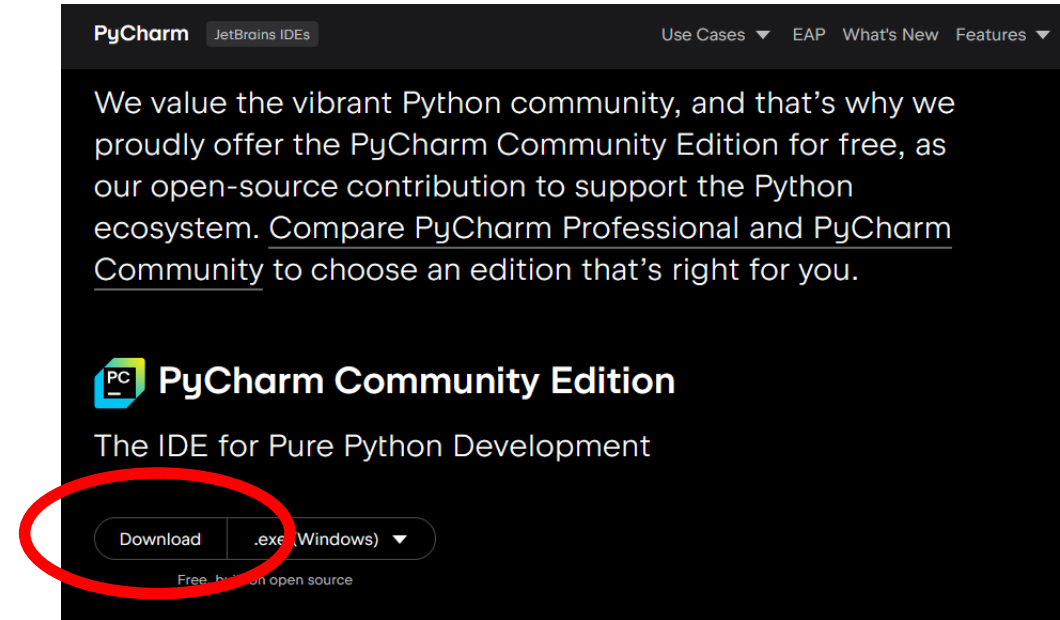 PyCharm JetBrains IDEs Use Cases EAP What's New Features
We value the vibrant Python community, and that’s why we
proudly offer the PyCharm Community Edition for free, as
our open-source contribution to support the Python
ecosystem. Compare PyCharm Professional and PyCharm
Community to choose an edition that’s right for you.
PC PyCharm Community Edition
The IDE for Pure Python Development
Download .exe (Windows)
Free, built on open source